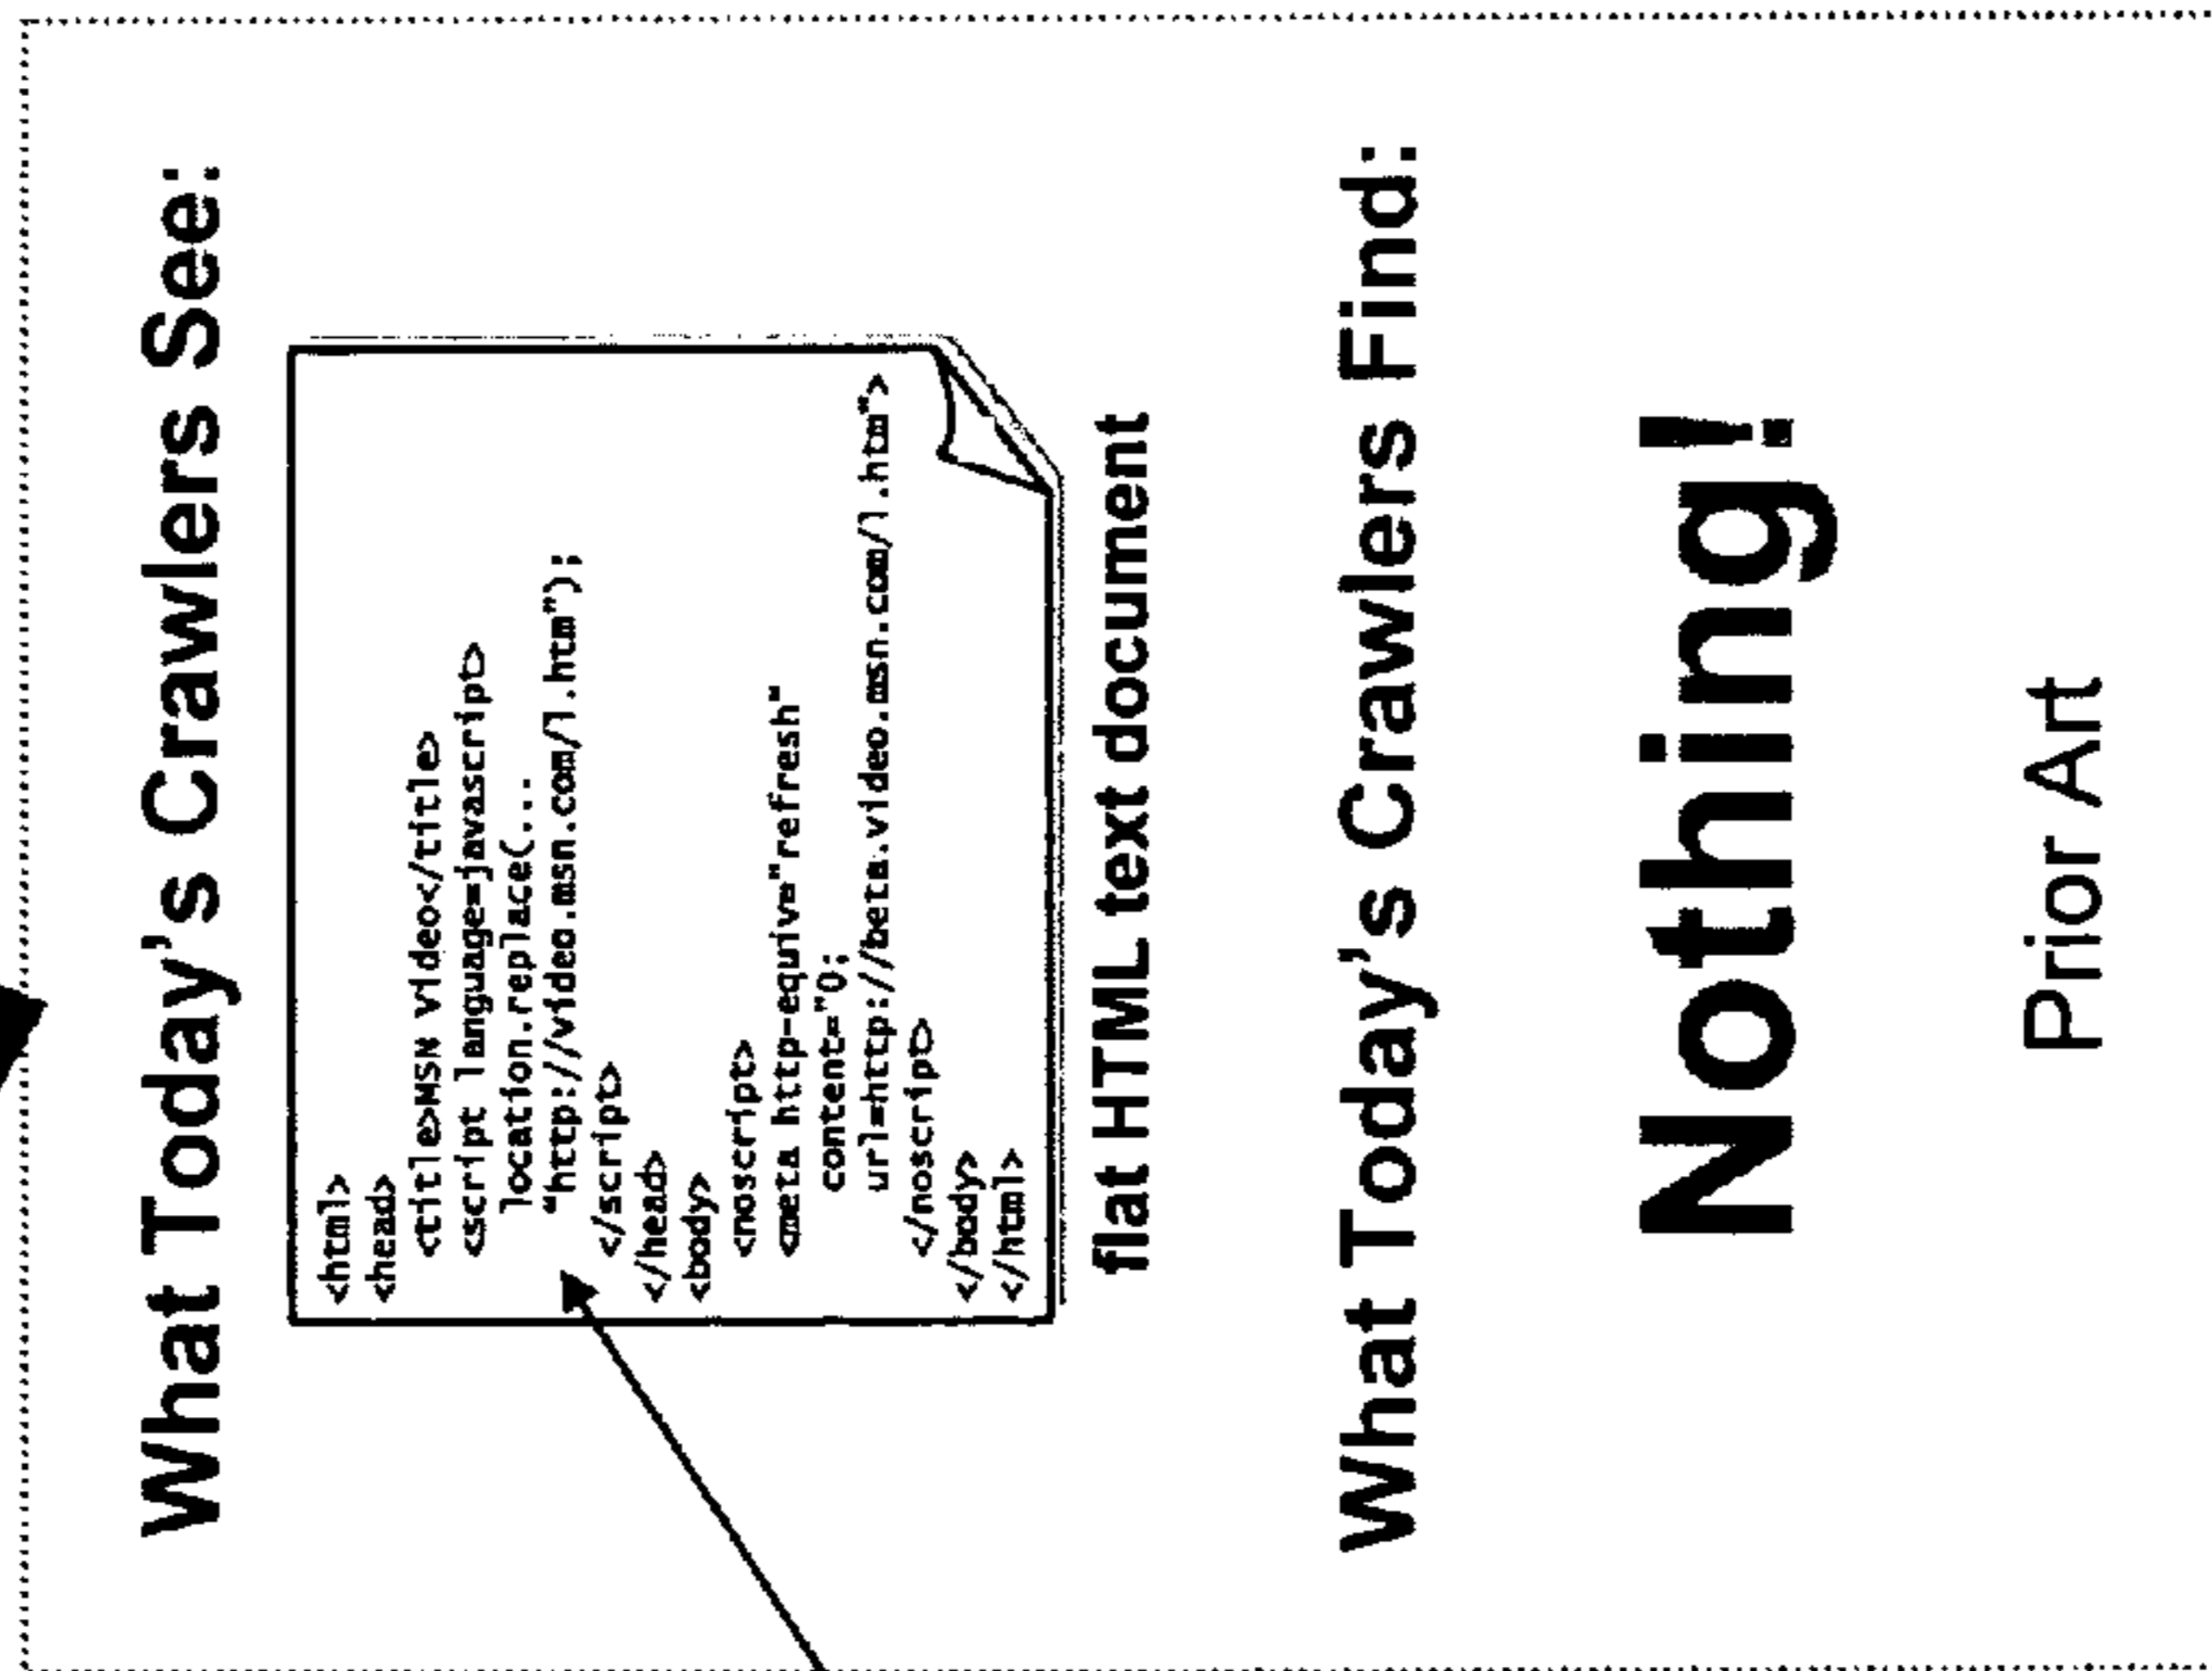 What Today's Crawlers See:
<html>
<head>
<title>MSN Video</title>
<script language=javascript>
location.replace(...
"http://video.msn.com/1.htm");
</script>
</head>
<body>
<noscript>
<meta http-equiv="refresh"
content="0;
url=http://beta.video.msn.com/1.htm">
</noscript>
</body>
</html>
flat HTML text document
What Today's Crawlers Find:
Nothing!
Prior Art